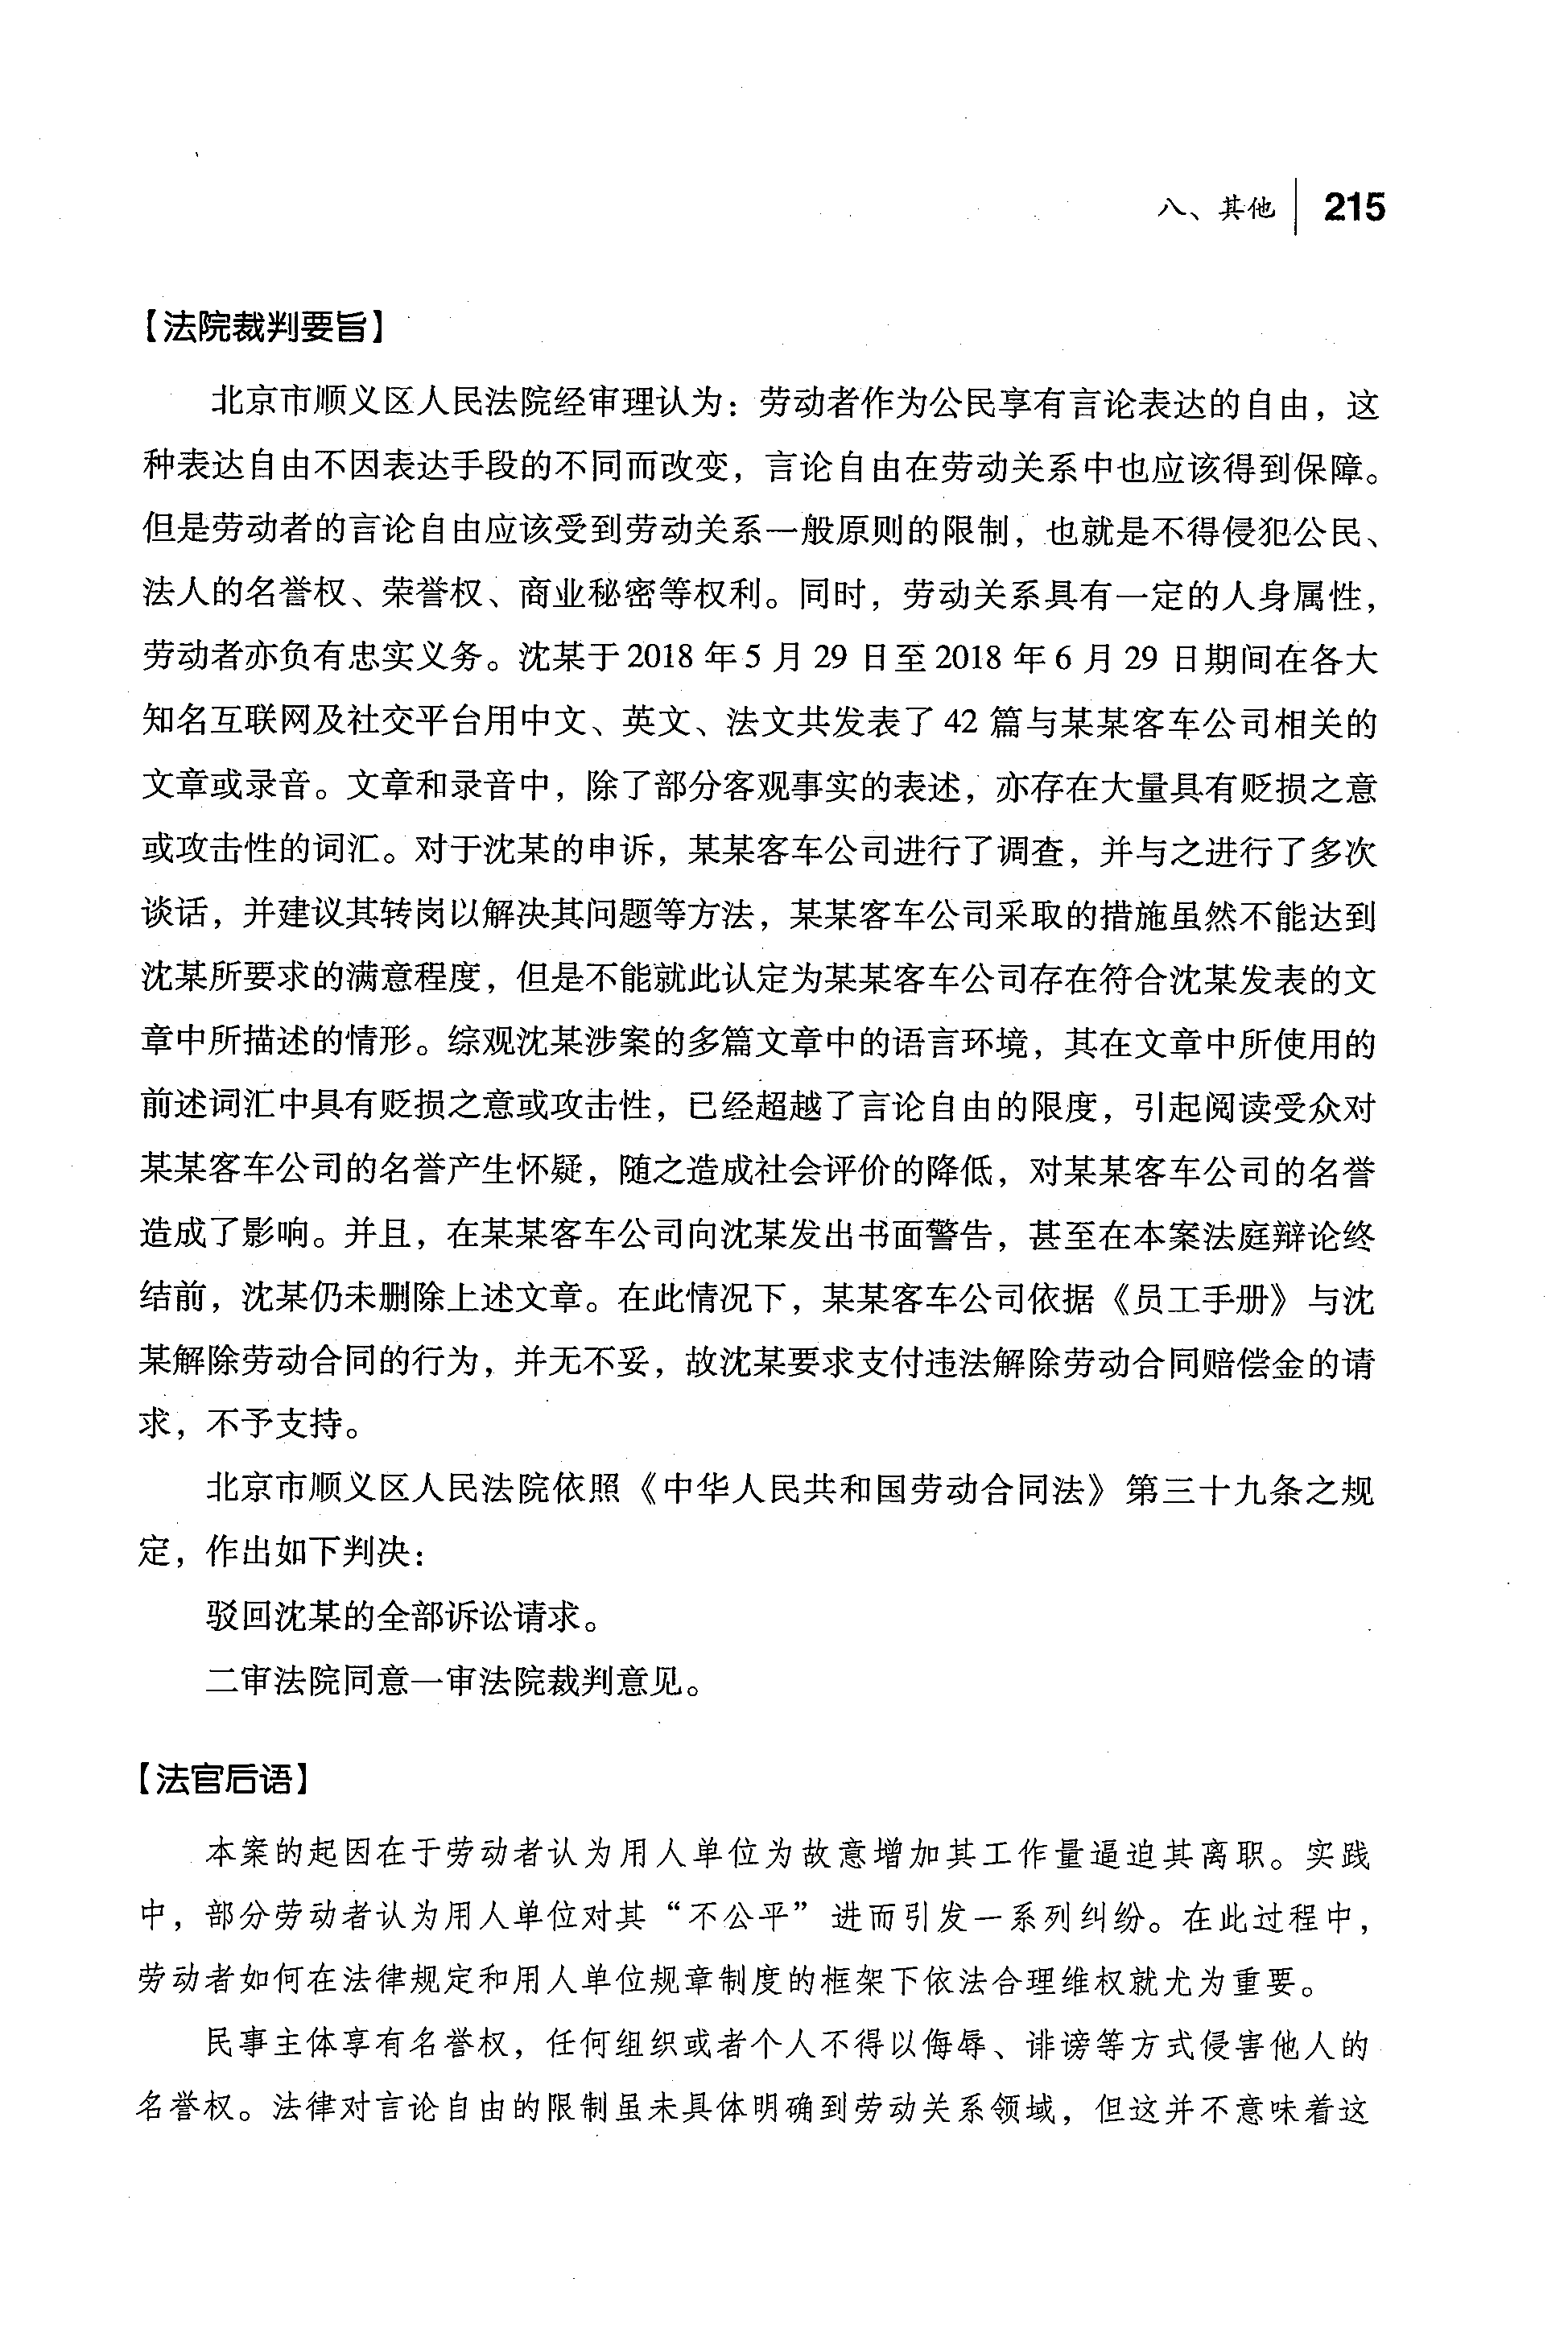 八、其他 215
【法院裁判要旨】
北京市顺义区人民法院经审理认为：劳动者作为公民享有言论表达的自由，这
种表达自由不因表达手段的不同而改变，言论自由在劳动关系中也应该得到保障。
但是劳动者的言论自由应该受到劳动关系一般原则的限制，也就是不得侵犯公民、
法人的名誉权、荣誉权、商业秘密等权利。同时，劳动关系具有一定的人身属性，
劳动者亦负有忠实义务。沈某于2018年5月29日至2018年6月29日期间在各大
知名互联网及社交平台用中文、英文、法文共发表了42篇与某某客车公司相关的
文章或录音。文章和录音中，除了部分客观事实的表述，亦存在大量具有贬损之意
或攻击性的词汇。对于沈某的申诉，某某客车公司进行了调查，并与之进行了多次
谈话，并建议其转岗以解决其问题等方法，某某客车公司采取的措施虽然不能达到
沈某所要求的满意程度，但是不能就此认定为某某客车公司存在符合沈某发表的文
章中所描述的情形。综观沈某涉案的多篇文章中的语言环境，其在文章中所使用的
前述词汇中具有贬损之意或攻击性，已经超越了言论自由的限度，引起阅读受众对
某某客车公司的名誉产生怀疑，随之造成社会评价的降低，对某某客车公司的名誉
造成了影响。并且，在某某客车公司向沈某发出书面警告，甚至在本案法庭辩论终
结前，沈某仍未删除上述文章。在此情况下，某某客车公司依据《员工手册》与沈
某解除劳动合同的行为，并无不妥，故沈某要求支付违法解除劳动合同赔偿金的请
求，不予支持。
北京市顺义区人民法院依照《中华人民共和国劳动合同法》第三十九条之规
定，作出如下判决：
驳回沈某的全部诉讼请求。
二审法院同意一审法院裁判意见。
【法官后语】
本案的起因在于劳动者认为用人单位为故意增加其工作量逼迫其离职。实践
中，部分劳动者认为用人单位对其“不公平”进而引发一系列纠纷。在此过程中，
劳动者如何在法律规定和用人单位规章制度的框架下依法合理维权就尤为重要。
民事主体享有名誉权，任何组织或者个人不得以侮辱、诽谤等方式侵害他人的
名誉权。法律对言论自由的限制虽未具体明确到劳动关系领域，但这并不意味着这